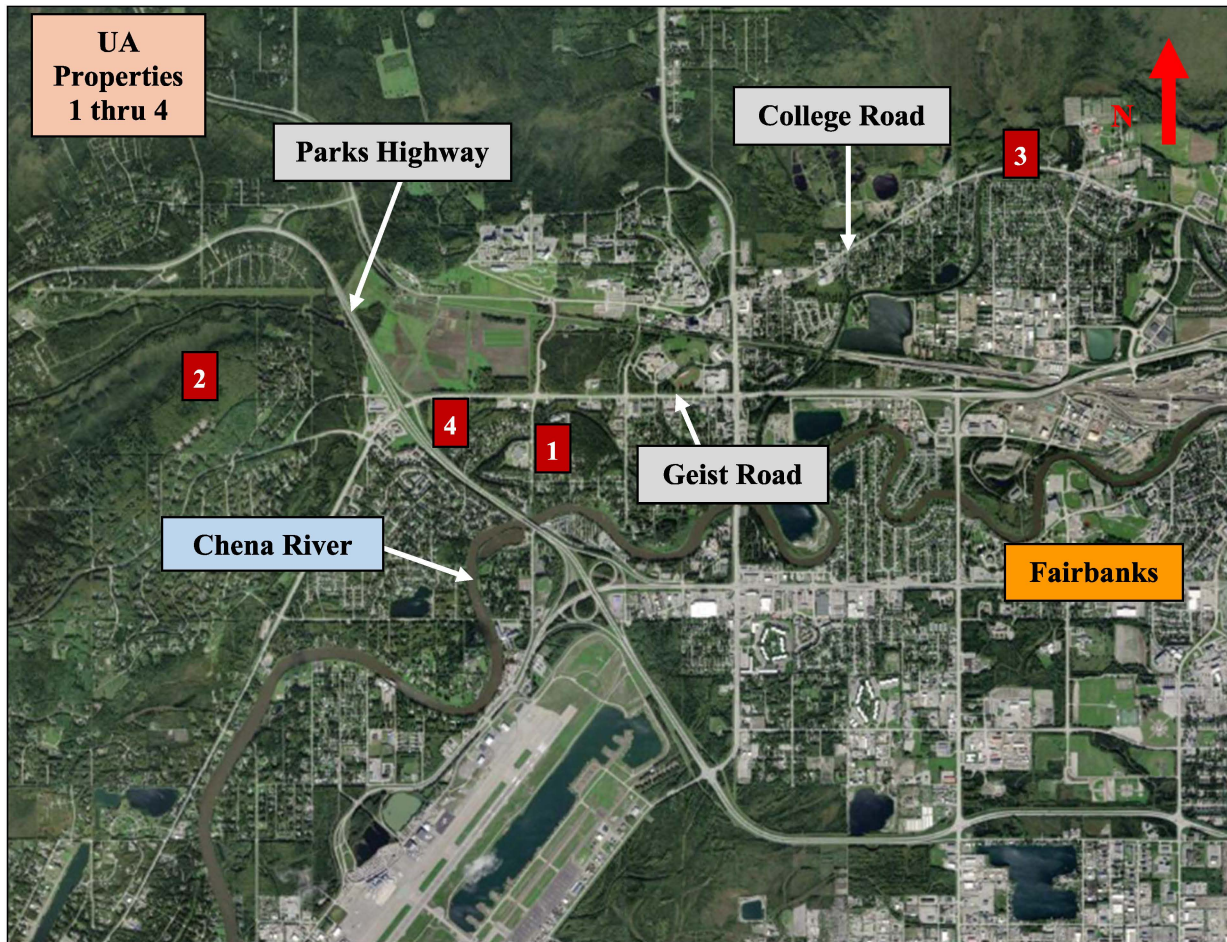 UA
Properties
1 thru 4
Parks Highway
College Road
N
3
2
4
1
Geist Road
Chena River
Fairbanks